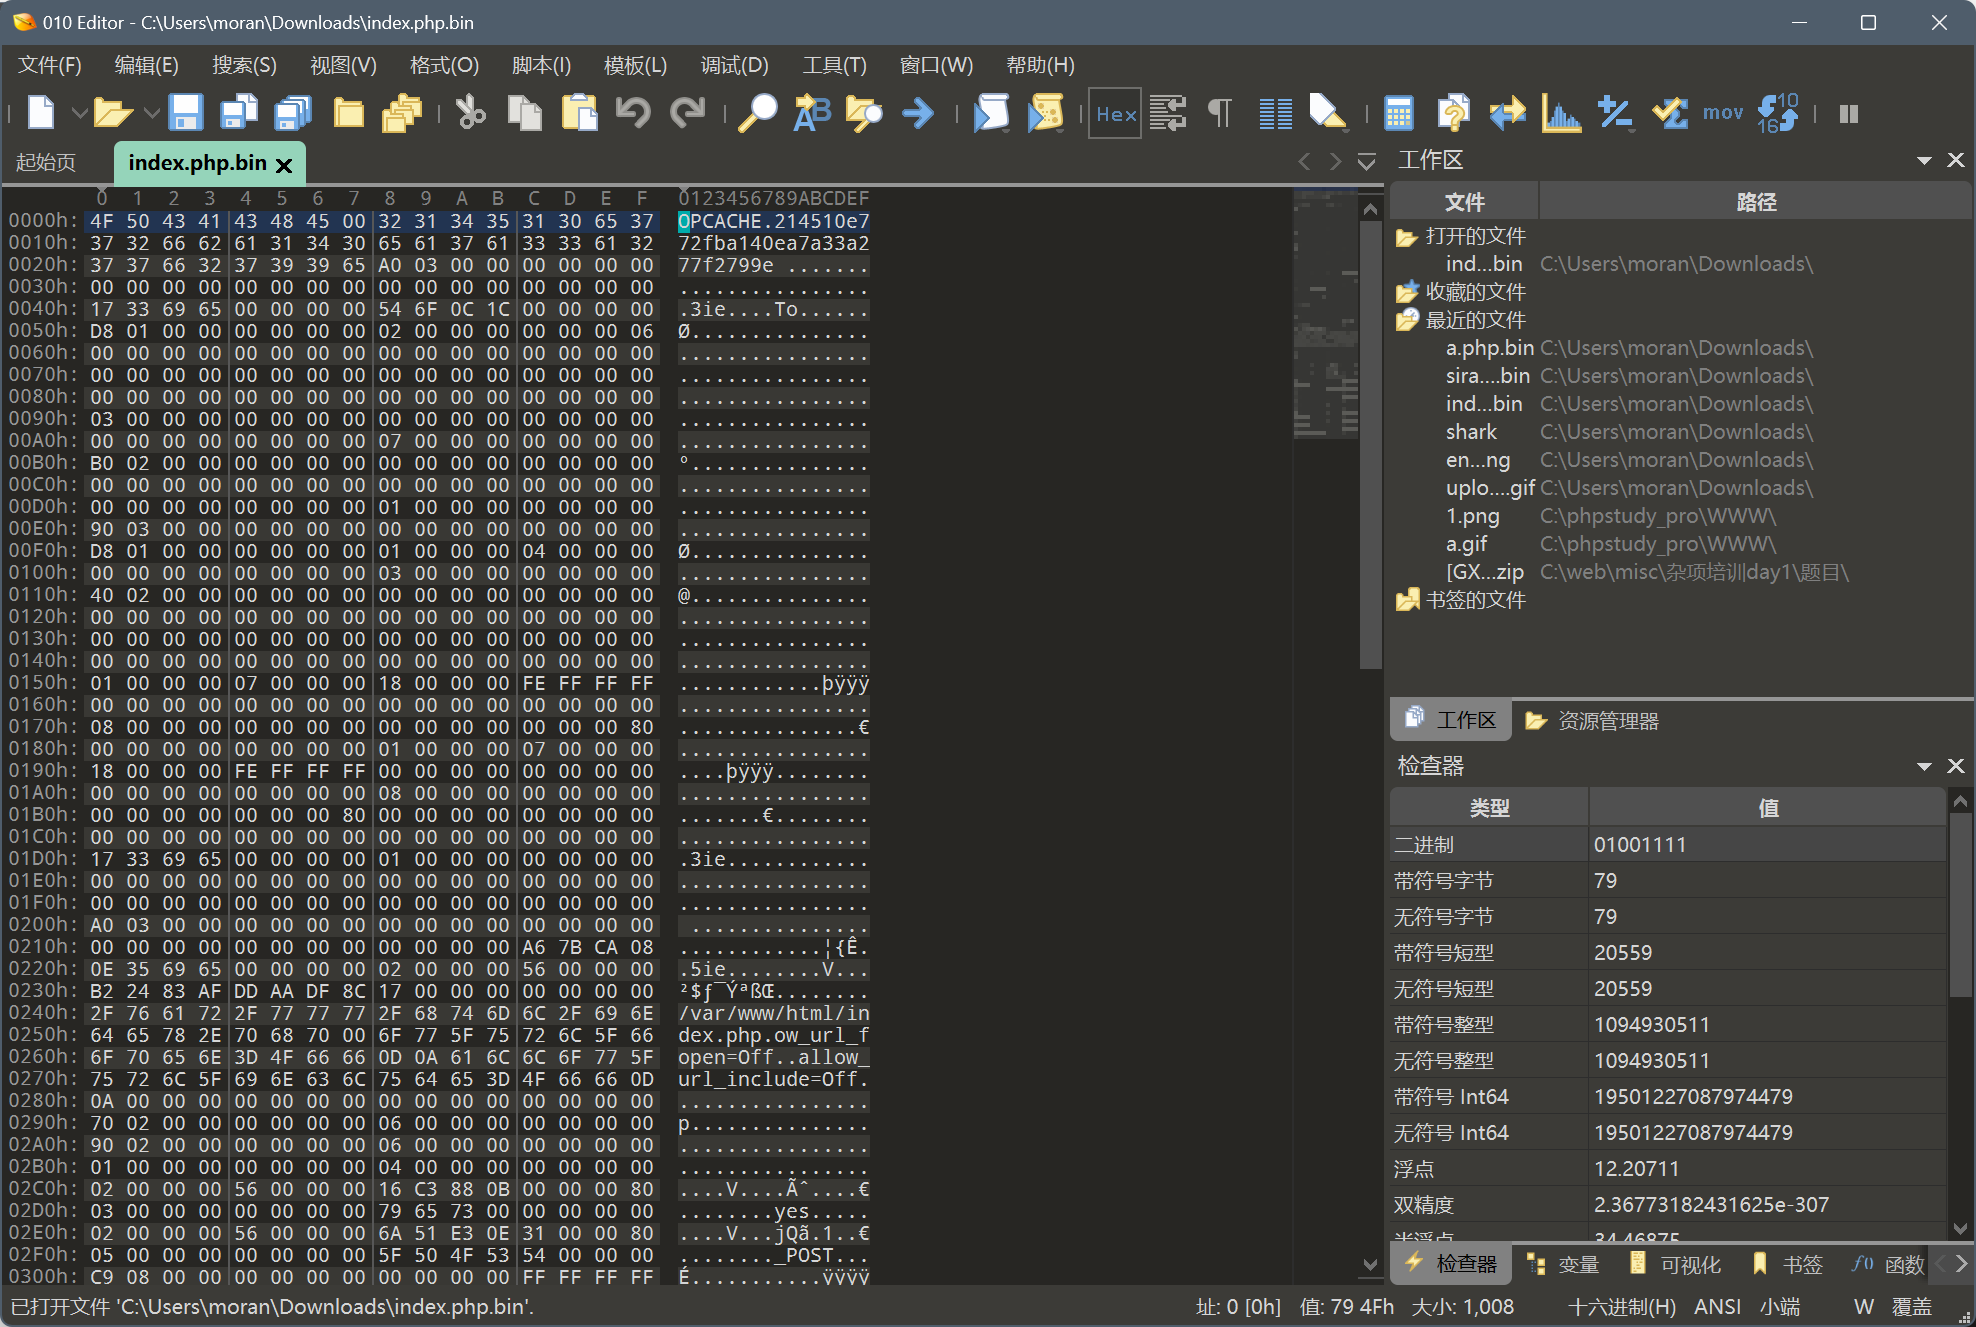 010 Editor - C:\Users\moran\Downloads\index.php.bin
文件(F) 编辑(E) 搜索(S) 视图(V) 格式(O) 脚本(I) 模板(L) 调试(D) 工具(T) 窗口(W) 帮助(H)
Hex mov 10 16
起始页 index.php.bin
0 1 2 3 4 5 6 7 8 9 A B C D E F 0123456789ABCDEF
0000h: 4F 50 43 41 43 48 45 00 32 31 34 35 31 30 65 37 OPCACHE.214510e7
0010h: 37 32 66 62 61 31 34 30 65 61 37 61 33 33 61 32 72fba140ea7a33a2
0020h: 37 37 66 32 37 39 39 65 A0 03 00 00 00 00 00 00 77f2799e .......
0030h: 00 00 00 00 00 00 00 00 00 00 00 00 00 00 00 00 ................
0040h: 17 33 69 65 00 00 00 00 54 6F 0C 1C 00 00 00 00 .3ie....To......
0050h: D8 01 00 00 00 00 00 00 02 00 00 00 00 00 00 06 Ø...............
0060h: 00 00 00 00 00 00 00 00 00 00 00 00 00 00 00 00 ................
0070h: 00 00 00 00 00 00 00 00 00 00 00 00 00 00 00 00 ................
0080h: 00 00 00 00 00 00 00 00 00 00 00 00 00 00 00 00 ................
0090h: 03 00 00 00 00 00 00 00 00 00 00 00 00 00 00 00 ................
00A0h: 00 00 00 00 00 00 00 00 07 00 00 00 00 00 00 00 ................
00B0h: B0 02 00 00 00 00 00 00 00 00 00 00 00 00 00 00 °...............
00C0h: 00 00 00 00 00 00 00 00 00 00 00 00 00 00 00 00 ................
00D0h: 00 00 00 00 00 00 00 00 01 00 00 00 00 00 00 00 ................
00E0h: 90 03 00 00 00 00 00 00 00 00 00 00 00 00 00 00 ................
00F0h: D8 01 00 00 00 00 00 00 01 00 00 00 04 00 00 00 Ø...............
0100h: 00 00 00 00 00 00 00 00 03 00 00 00 00 00 00 00 ................
0110h: 40 02 00 00 00 00 00 00 00 00 00 00 00 00 00 00 @...............
0120h: 00 00 00 00 00 00 00 00 00 00 00 00 00 00 00 00 ................
0130h: 00 00 00 00 00 00 00 00 00 00 00 00 00 00 00 00 ................
0140h: 00 00 00 00 00 00 00 00 00 00 00 00 00 00 00 00 ................
0150h: 01 00 00 00 07 00 00 00 18 00 00 00 FE FF FF FF ............þÿÿÿ
0160h: 00 00 00 00 00 00 00 00 00 00 00 00 00 00 00 00 ................
0170h: 08 00 00 00 00 00 00 00 00 00 00 00 00 00 00 80 ...............€
0180h: 00 00 00 00 00 00 00 00 01 00 00 00 07 00 00 00 ................
0190h: 18 00 00 00 FE FF FF FF 00 00 00 00 00 00 00 00 ....þÿÿÿ........
01A0h: 00 00 00 00 00 00 00 00 08 00 00 00 00 00 00 00 ................
01B0h: 00 00 00 00 00 00 00 80 00 00 00 00 00 00 00 00 .......€........
01C0h: 00 00 00 00 00 00 00 00 00 00 00 00 00 00 00 00 ................
01D0h: 17 33 69 65 00 00 00 00 01 00 00 00 00 00 00 00 .3ie............
01E0h: 00 00 00 00 00 00 00 00 00 00 00 00 00 00 00 00 ................
01F0h: 00 00 00 00 00 00 00 00 00 00 00 00 00 00 00 00 ................
0200h: A0 03 00 00 00 00 00 00 00 00 00 00 00 00 00 00  ...............
0210h: 00 00 00 00 00 00 00 00 00 00 00 00 A6 7B CA 08 ............¦{Ê.
0220h: 0E 35 69 65 00 00 00 00 02 00 00 00 56 00 00 00 .5ie........V...
0230h: B2 24 83 AF DD AA DF 8C 17 00 00 00 00 00 00 00 ²$ƒ¯ÝªßŒ........
0240h: 2F 76 61 72 2F 77 77 77 2F 68 74 6D 6C 2F 69 6E /var/www/html/in
0250h: 64 65 78 2E 70 68 70 00 6F 77 5F 75 72 6C 5F 66 dex.php.ow_url_f
0260h: 6F 70 65 6E 3D 4F 66 66 0D 0A 61 6C 6C 6F 77 5F open=Off..allow_
0270h: 75 72 6C 5F 69 6E 63 6C 75 64 65 3D 4F 66 66 0D url_include=Off.
0280h: 0A 00 00 00 00 00 00 00 00 00 00 00 00 00 00 00 ................
0290h: 70 02 00 00 00 00 00 00 06 00 00 00 00 00 00 00 p...............
02A0h: 90 02 00 00 00 00 00 00 06 00 00 00 00 00 00 00 ................
02B0h: 01 00 00 00 00 00 00 00 04 00 00 00 00 00 00 00 ................
02C0h: 02 00 00 00 56 00 00 00 16 C3 88 0B 00 00 00 80 ....V....Ãˆ....€
02D0h: 03 00 00 00 00 00 00 00 79 65 73 00 00 00 00 00 ........yes.....
02E0h: 02 00 00 00 56 00 00 00 6A 51 E3 0E 31 00 00 80 ....V...jQã.1..€
02F0h: 05 00 00 00 00 00 00 00 5F 50 4F 53 54 00 00 00 ........_POST...
0300h: C9 08 00 00 00 00 00 00 00 00 00 00 FF FF FF FF É...........ÿÿÿÿ
工作区
文件 路径
打开的文件
ind...bin C:\Users\moran\Downloads\
收藏的文件
最近的文件
a.php.bin C:\Users\moran\Downloads\
sira....bin C:\Users\moran\Downloads\
ind...bin C:\Users\moran\Downloads\
shark C:\Users\moran\Downloads\
en...ng C:\Users\moran\Downloads\
uplo....gif C:\Users\moran\Downloads\
1.png C:\phpstudy_pro\WWW\
a.gif C:\phpstudy_pro\WWW\
[GX...zip C:\web\misc\杂项培训day1\题目\
书签的文件
工作区 资源管理器
检查器
类型 值
二进制 01001111
带符号字节 79
无符号字节 79
带符号短型 20559
无符号短型 20559
带符号整型 1094930511
无符号整型 1094930511
带符号 Int64 19501227087974479
无符号 Int64 19501227087974479
浮点 12.20711
双精度 2.36773182431625e-307
半浮点 34.46875
检查器 变量 可视化 书签 f() 函数
已打开文件 'C:\Users\moran\Downloads\index.php.bin'. 址: 0 [0h] 值: 79 4Fh 大小: 1,008 十六进制(H) ANSI 小端 W 覆盖